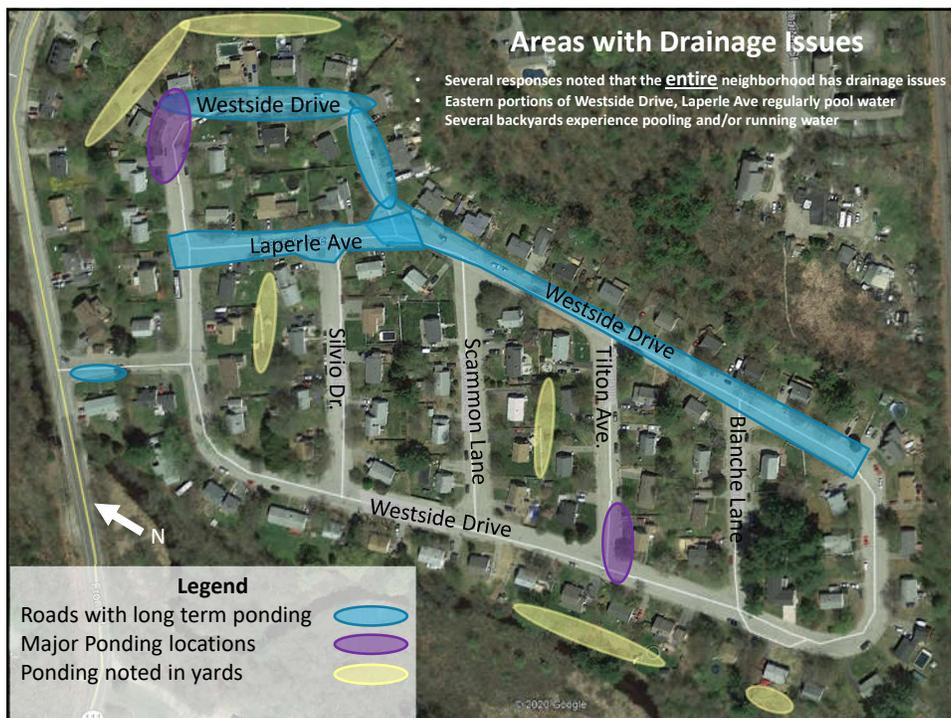 Areas with Drainage Issues
• Several responses noted that the entire neighborhood has drainage issues
• Eastern portions of Westside Drive, Laperle Ave regularly pool water
• Several backyards experience pooling and/or running water
Westside Drive
Laperle Ave
Westside Drive
Silvio Dr.
Scammon Lane
Tilton Ave.
Blanche Lane
Westside Drive
N
Legend
Roads with long term ponding
Major Ponding locations
Ponding noted in yards
© 2020 Google